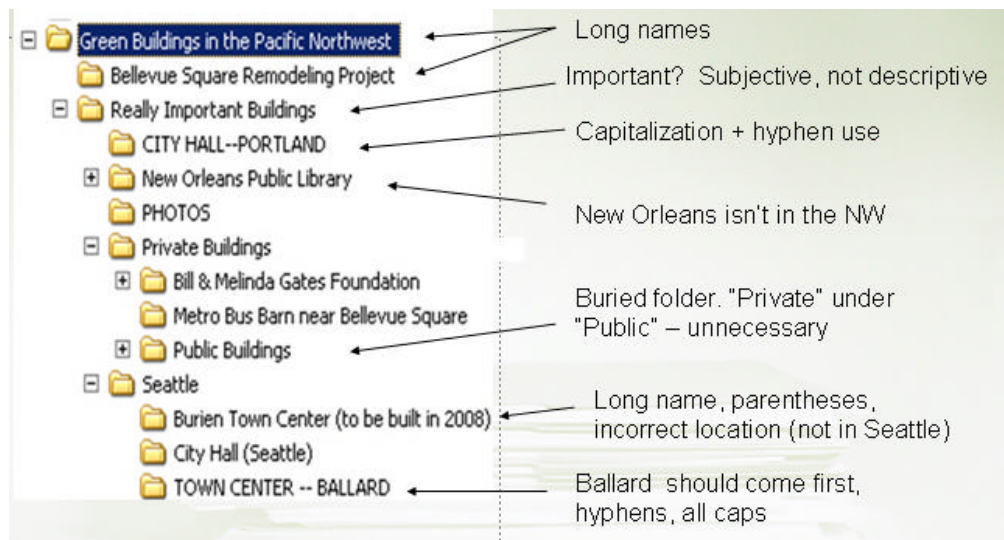 Green Buildings in the Pacific Northwest
Long names
Bellevue Square Remodeling Project
Important? Subjective, not descriptive
Really Important Buildings
CITY HALL--PORTLAND
Capitalization + hyphen use
New Orleans Public Library
PHOTOS
New Orleans isn't in the NW
Private Buildings
Bill & Melinda Gates Foundation
Metro Bus Barn near Bellevue Square
Public Buildings
Buried folder. "Private" under
"Public" – unnecessary
Seattle
Burien Town Center (to be built in 2008)
City Hall (Seattle)
TOWN CENTER -- BALLARD
Long name, parentheses,
incorrect location (not in Seattle)
Ballard should come first,
hyphens, all caps